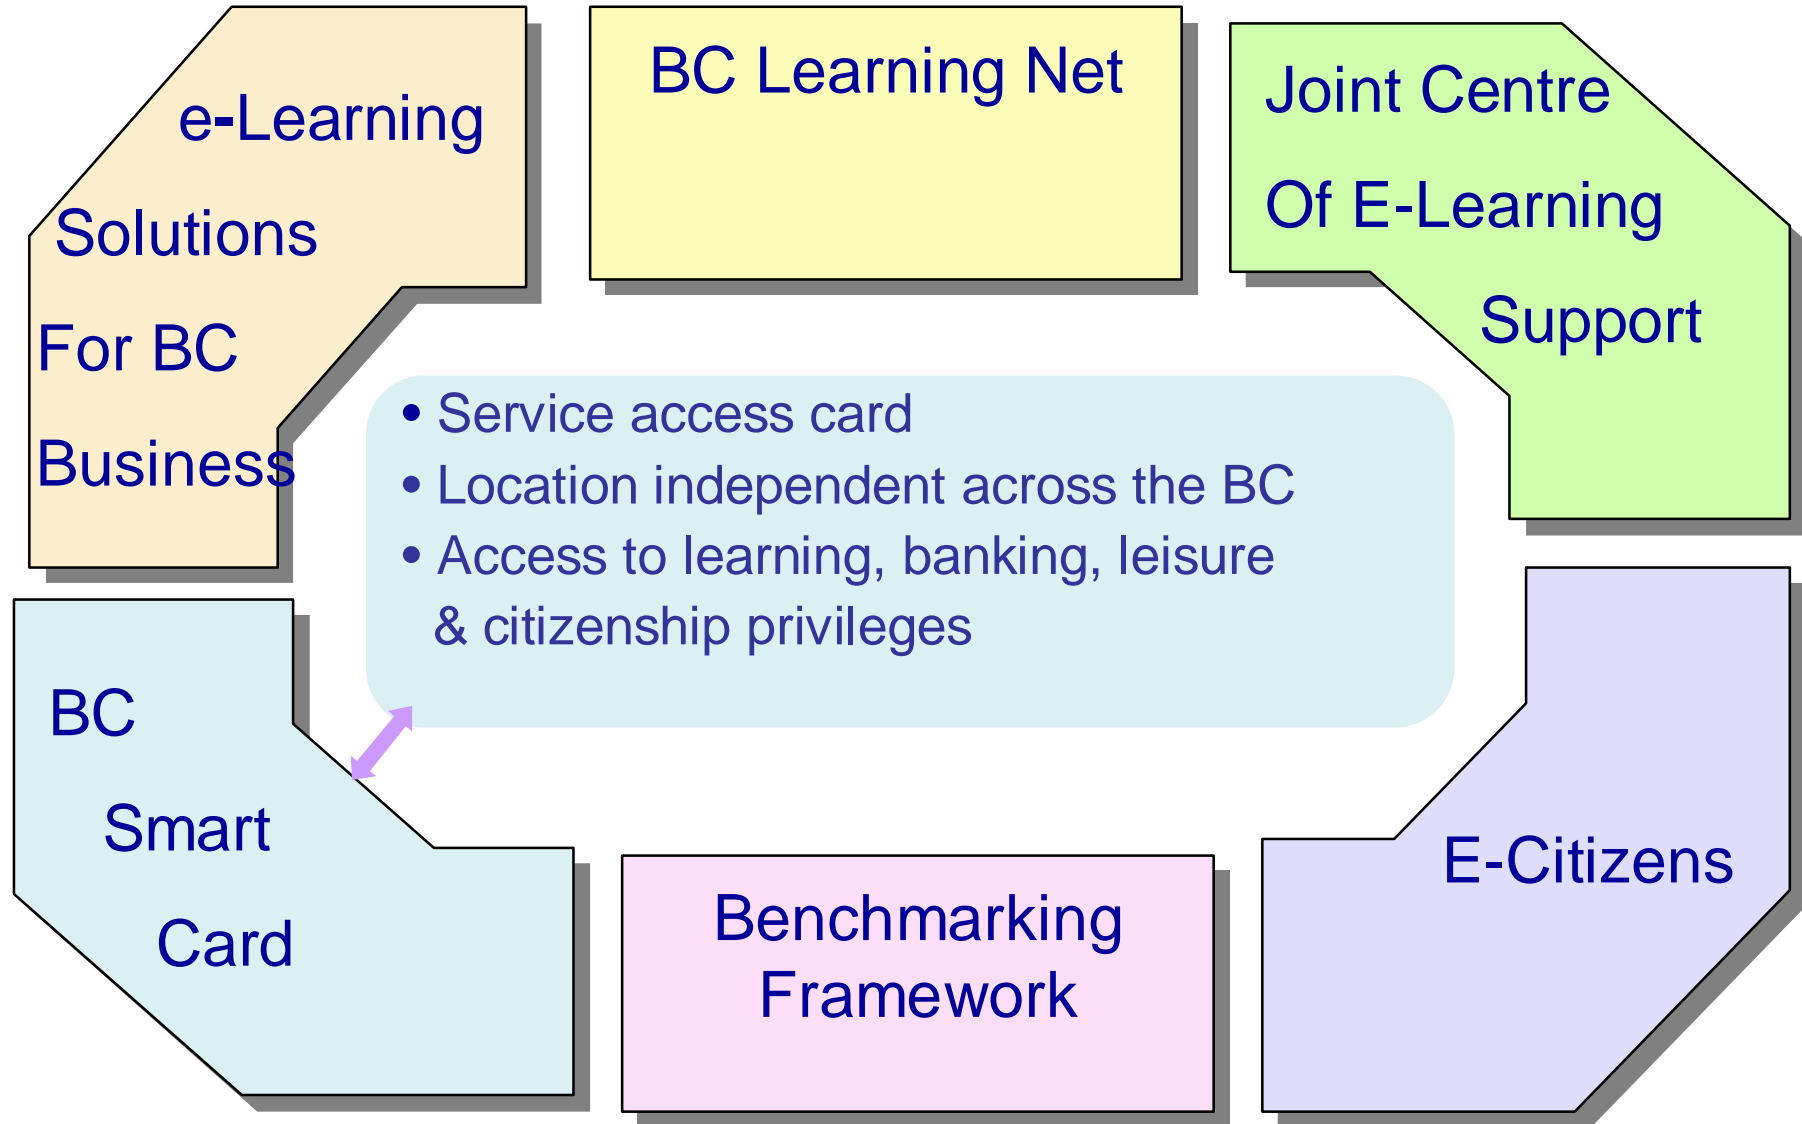 e-Learning
Solutions
For BC
Business
BC Learning Net
Joint Centre
Of E-Learning
Support
• Service access card
• Location independent across the BC
• Access to learning, banking, leisure
& citizenship privileges
BC
Smart
Card
Benchmarking
Framework
E-Citizens